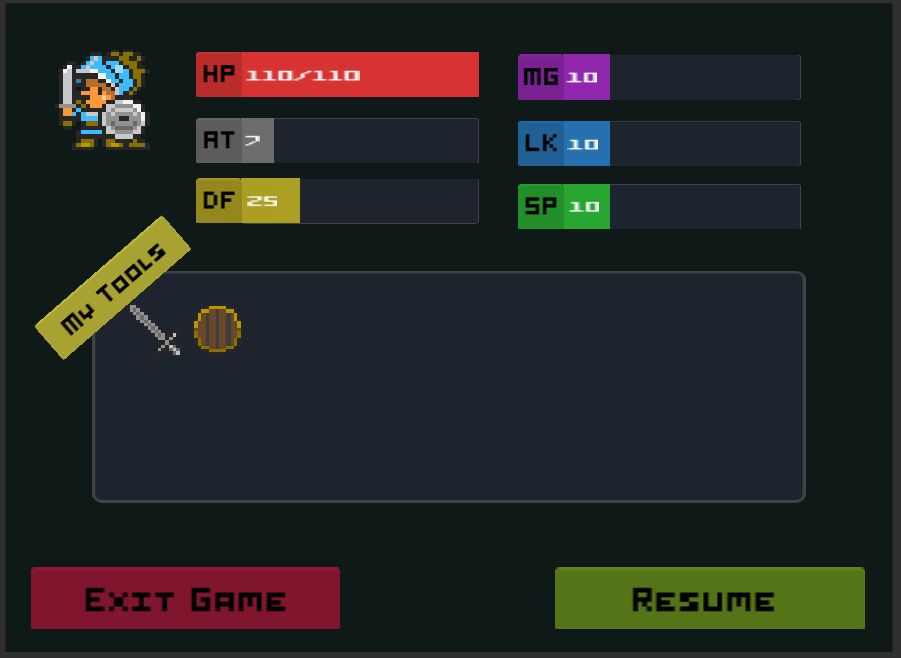 HP 110/110
MG 10
AT 7
LK 10
DF 25
SP 10
My Tools
Exit Game
Resume